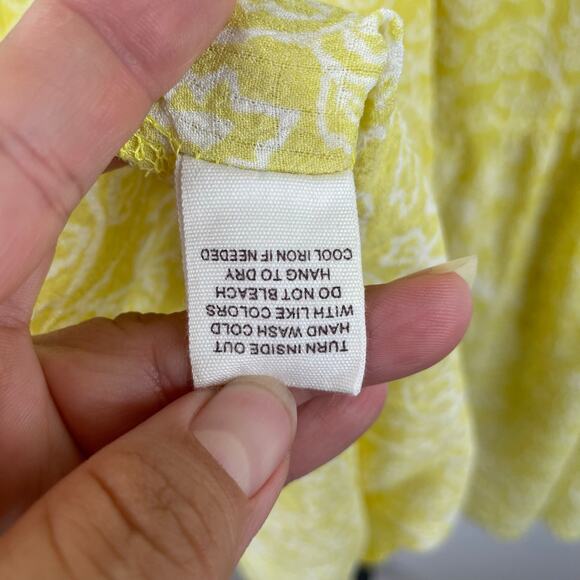 TURN INSIDE OUT
HAND WASH COLD
WITH LIKE COLORS
DO NOT BLEACH
HANG TO DRY
COOL IRON IF NEEDED